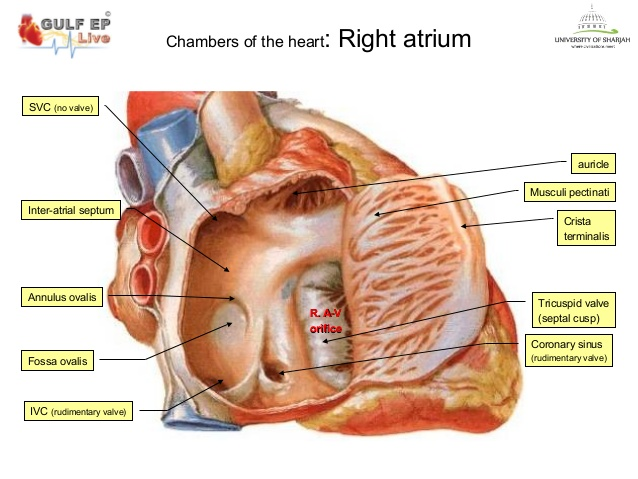 GULF EP
©
Live
Chambers of the heart: Right atrium
UNIVERSITY OF SHARJAH
SVC (no valve)
Inter-atrial septum
Annulus ovalis
Fossa ovalis
IVC (rudimentary valve)
R. A-V
orifice
auricle
Musculi pectinati
Crista
terminalis
Tricuspid valve
(septal cusp)
Coronary sinus
(rudimentary valve)